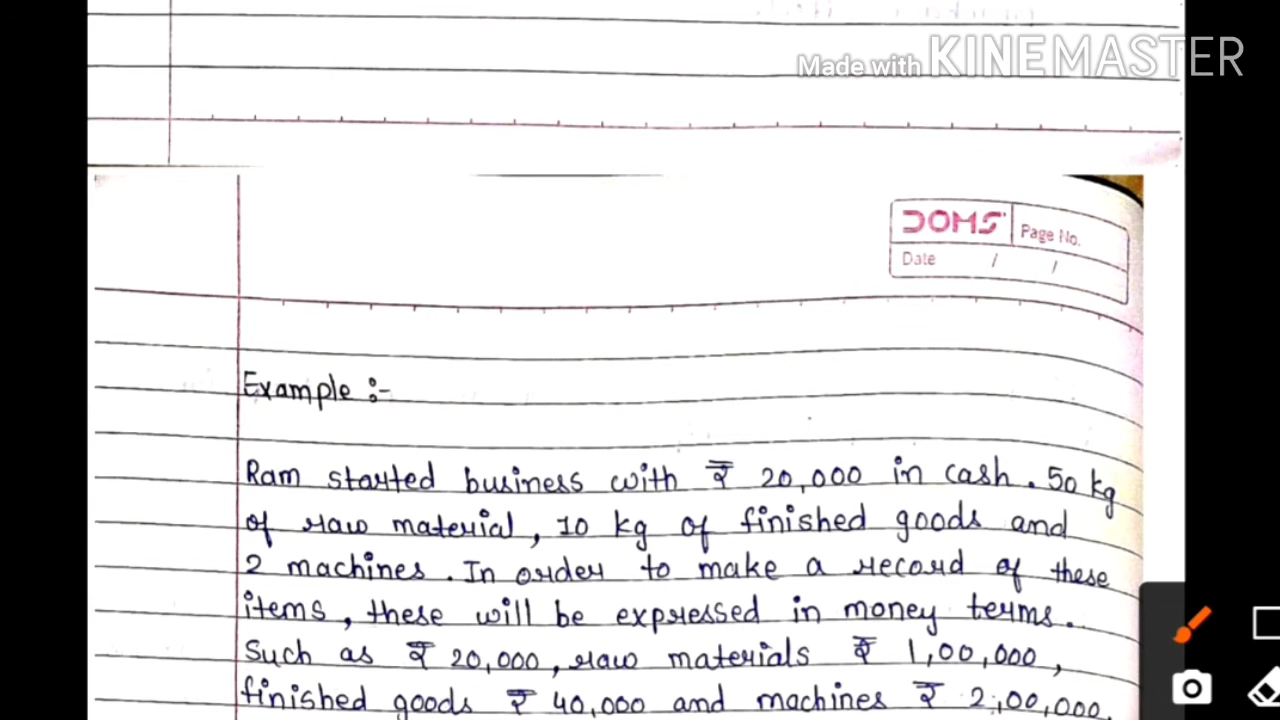 Made with KINEMASTER
DOMS Page No.
Date / /
Example :-
Ram started business with ₹ 20,000 in cash. 50 kg
of raw material, 10 kg of finished goods and
2 machines. In order to make a record of these
items, these will be expressed in money terms.
Such as ₹ 20,000, raw materials ₹ 1,00,000,
finished goods ₹ 40,000 and machines ₹ 2,00,000.